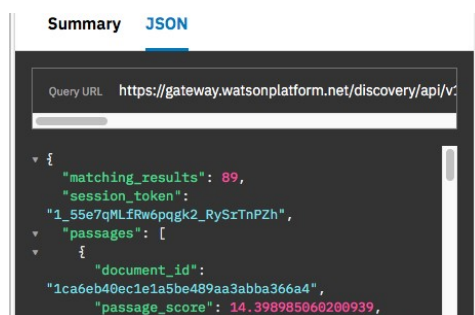 Summary JSON
Query URL https://gateway.watsonplatform.net/discovery/api/v1
{
"matching_results": 89,
"session_token":
"1_55e7qMLfRw6pqgk2_RySrTnPZh",
"passages": [
{
"document_id":
"1ca6eb40ec1e1a5be489aa3abba366a4",
"passage_score": 14.398985060200939,